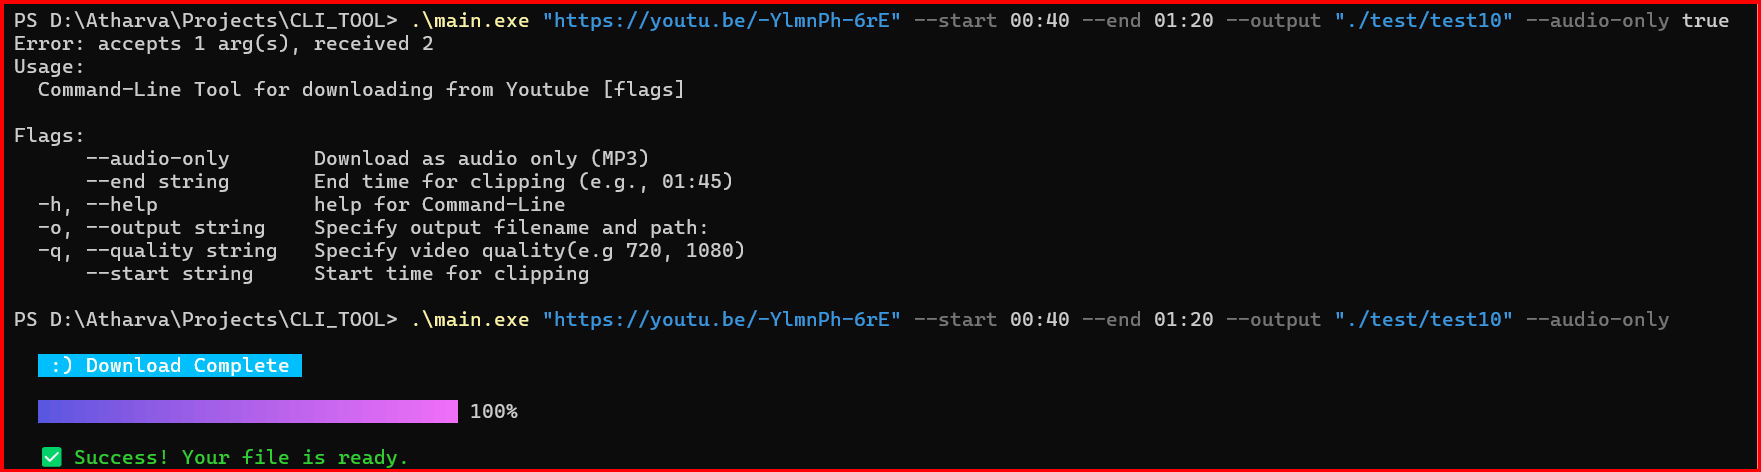 PS D:\Atharva\Projects\CLI_TOOL> .\main.exe "https://youtu.be/-YlmnPh-6rE" --start 00:40 --end 01:20 --output "./test/test10" --audio-only true
Error: accepts 1 arg(s), received 2
Usage:
  Command-Line Tool for downloading from Youtube [flags]

Flags:
      --audio-only       Download as audio only (MP3)
      --end string       End time for clipping (e.g., 01:45)
  -h, --help             help for Command-Line
  -o, --output string    Specify output filename and path:
  -q, --quality string   Specify video quality(e.g 720, 1080)
      --start string     Start time for clipping

PS D:\Atharva\Projects\CLI_TOOL> .\main.exe "https://youtu.be/-YlmnPh-6rE" --start 00:40 --end 01:20 --output "./test/test10" --audio-only

:) Download Complete

100%

✅ Success! Your file is ready.